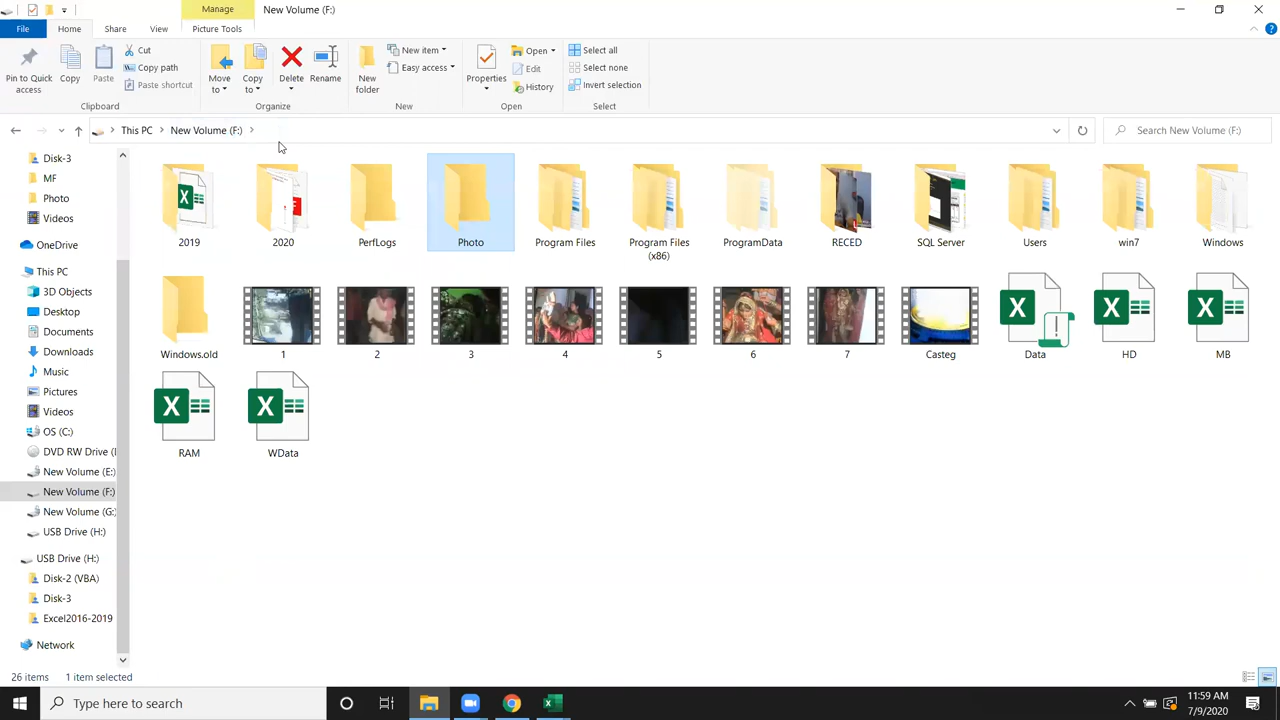 Manage
New Volume (F:)
File
Home
Share
View
Picture Tools
Pin to Quick access
Copy
Paste
Cut
Copy path
Paste shortcut
Clipboard
Move to
Copy to
Delete
Rename
Organize
New folder
New item
Easy access
New
Properties
Open
Edit
History
Open
Select all
Select none
Invert selection
Select
This PC
New Volume (F:)
Search New Volume (F:)
Disk-3
MF
Photo
Videos
OneDrive
This PC
3D Objects
Desktop
Documents
Downloads
Music
Pictures
Videos
OS (C:)
DVD RW Drive (
New Volume (E:)
New Volume (F:)
New Volume (G:)
USB Drive (H:)
USB Drive (H:)
Disk-2 (VBA)
Disk-3
Excel2016-2019
Network
2019
2020
PerfLogs
Photo
Program Files
Program Files (x86)
ProgramData
RECED
SQL Server
Users
win7
Windows
Windows.old
1
2
3
4
5
6
7
Casteg
Data
HD
MB
RAM
WData
26 items
1 item selected
Type here to search
11:59 AM
7/9/2020